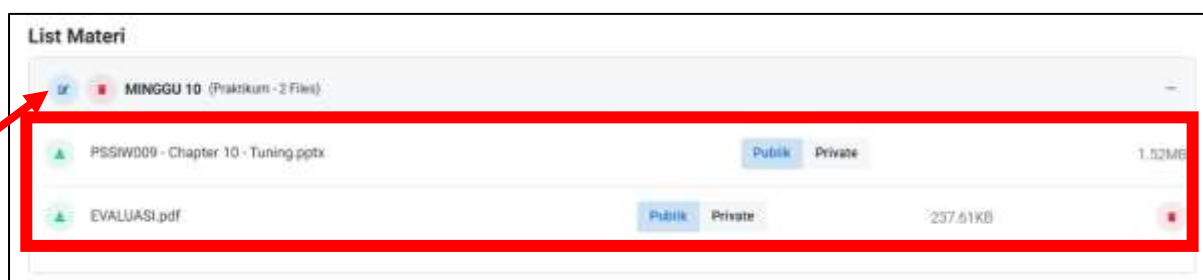 List Materi
MINGGU 10 (Praktikum - 2 Files)
PSSIW009 - Chapter 10 - Tuning.pptx Publik Private 1.52MB
EVALUASI.pdf Publik Private 237.61KB